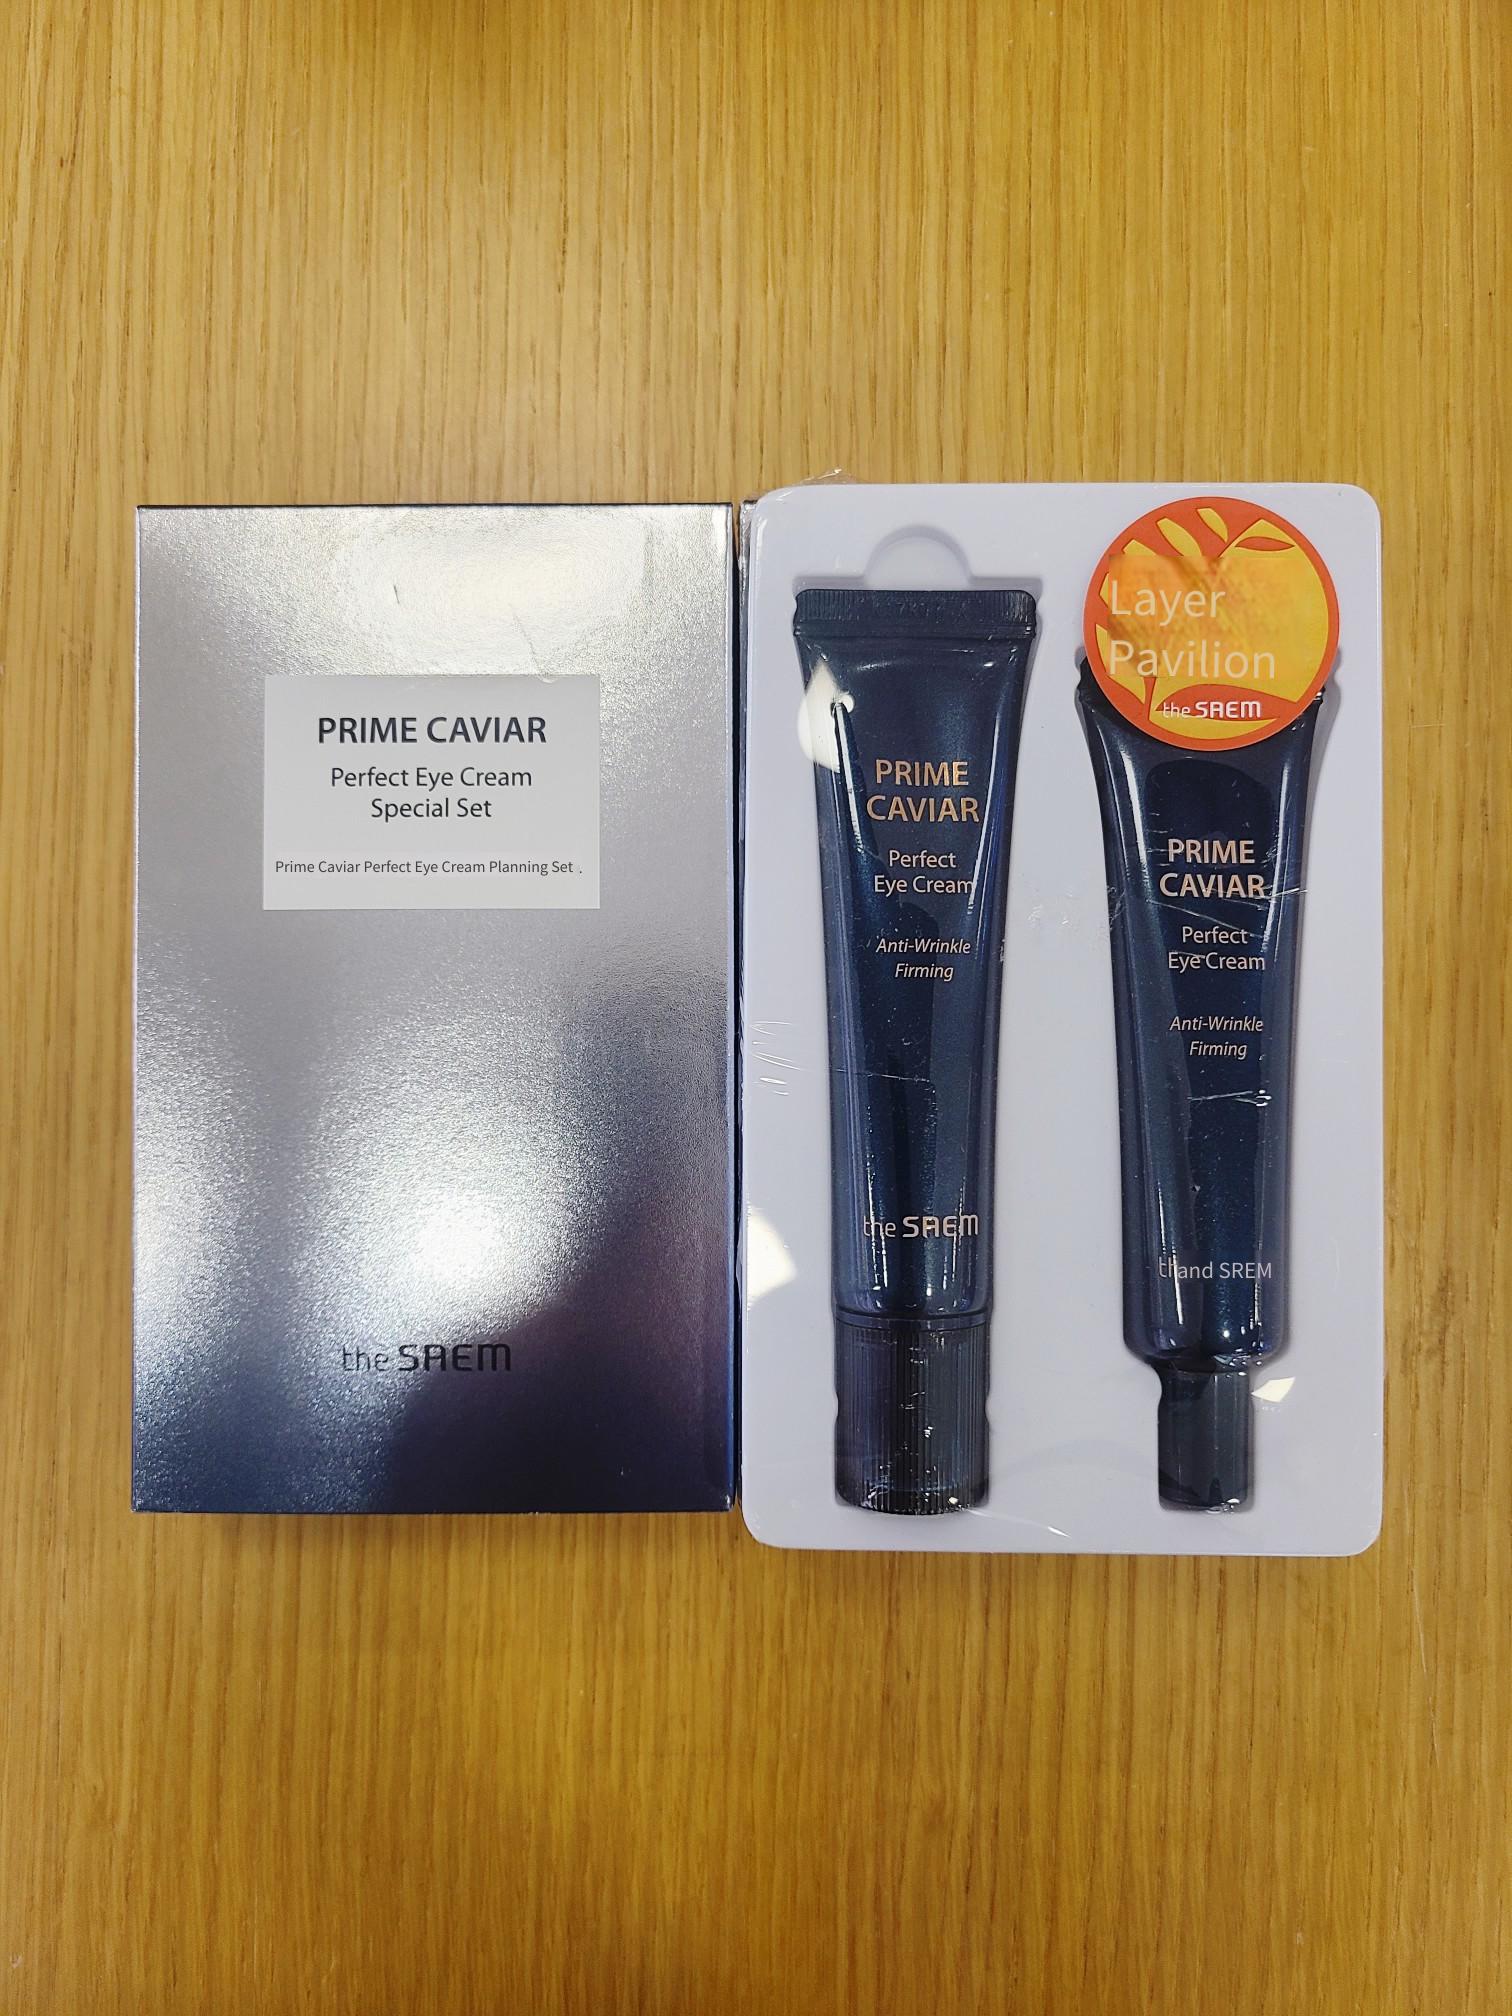 PRIME CAVIAR
Perfect Eye Cream
Special Set
Prime Caviar Perfect Eye Cream Planning Set .
the SAEM
PRIME
CAVIAR
Perfect
Eye Cream
Anti-Wrinkle
Firming
the SAEM
Layer
Pavilion
the SAEM
PRIME
CAVIAR
Perfect
Eye Cream
Anti-Wrinkle
Firming
thand SREM